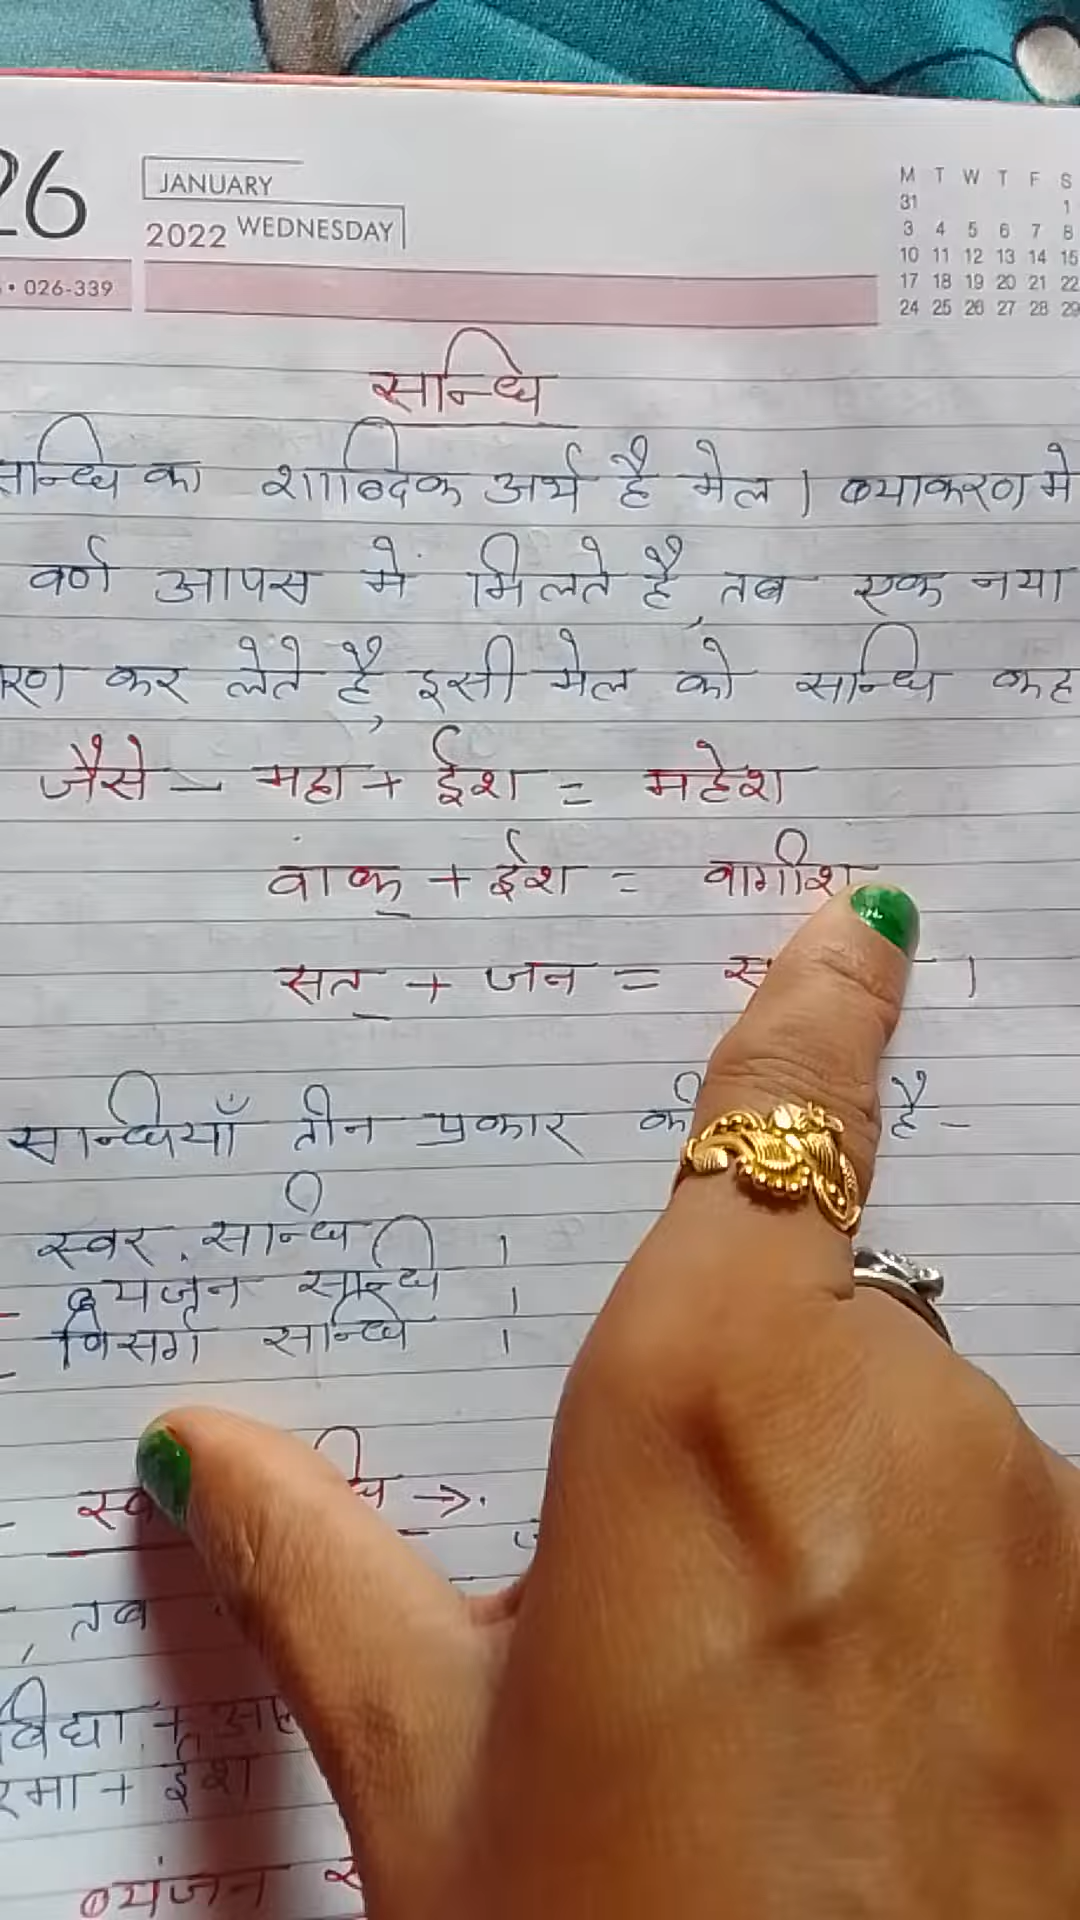 26
JANUARY
2022 WEDNESDAY
• 026-339
M T W T F S
31 1
3 4 5 6 7 8
10 11 12 13 14 15
17 18 19 20 21 22
24 25 26 27 28 29
सन्धि
सन्धि का शाब्दिक अर्थ है मेल। व्याकरण मे
वर्ण आपस में मिलते है, तब एक नया
कर लेते है, इसी मेल को सन्धि कह
जैसे - महा + ईश = महेश
वाक् + ईश = वागीश
सत् + जन =
सन्धियाँ तीन प्रकार की है-
स्वर सन्धि ।
व्यजंन सन्धि ।
विसर्ग सन्धि ।
→
, तब
विद्या +
रमा + ईश
व्यंजन